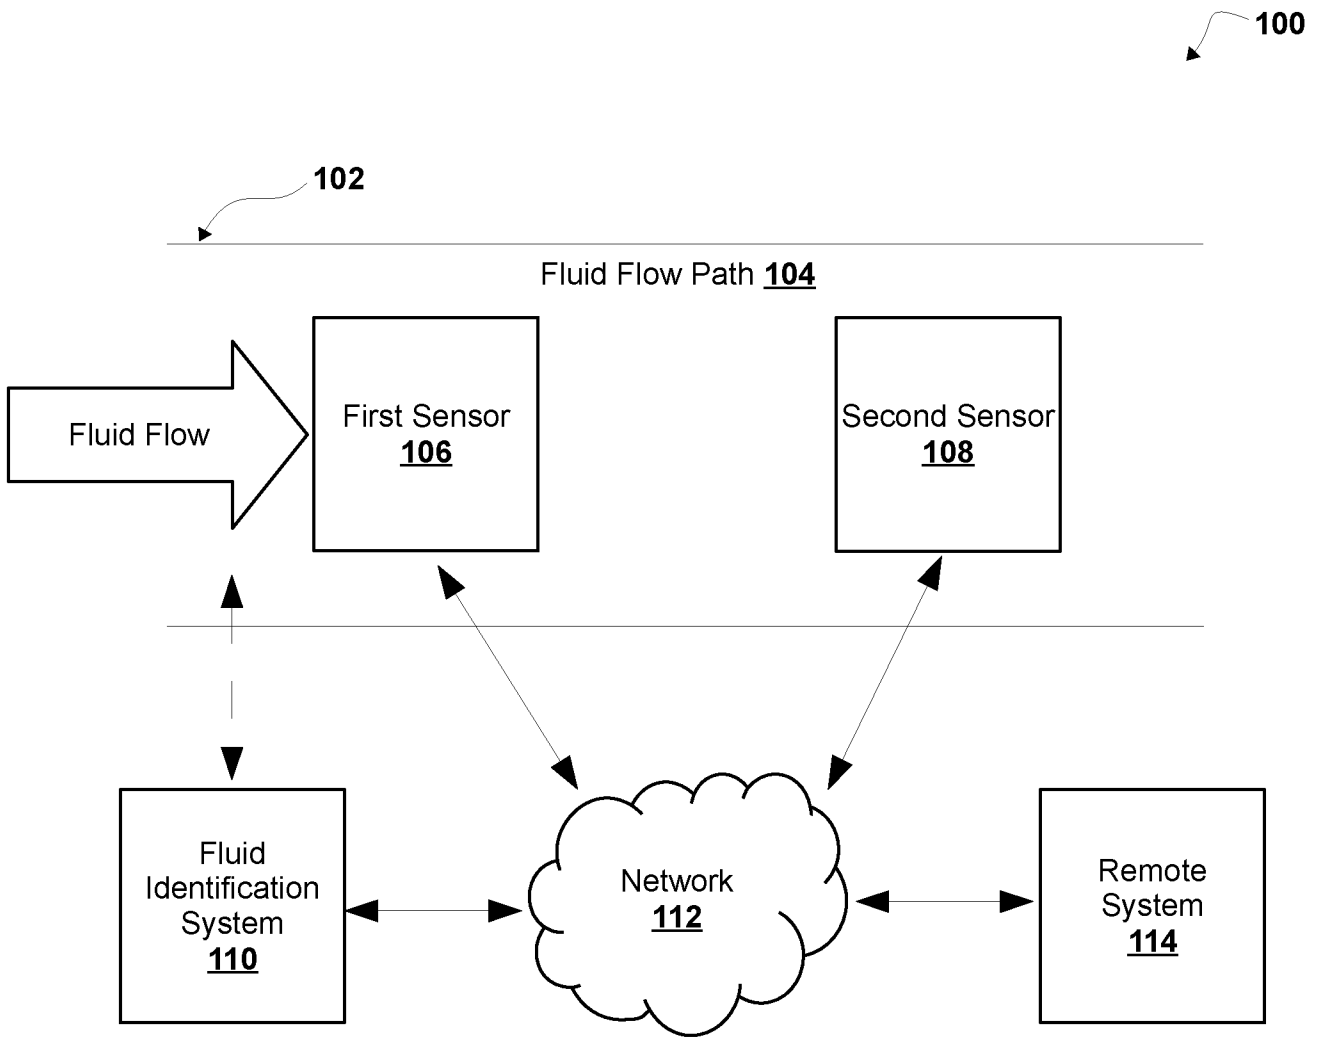 100
102
Fluid Flow Path 104
Fluid Flow
First Sensor
106
Second Sensor
108
Fluid
Identification
System
110
Network
112
Remote
System
114